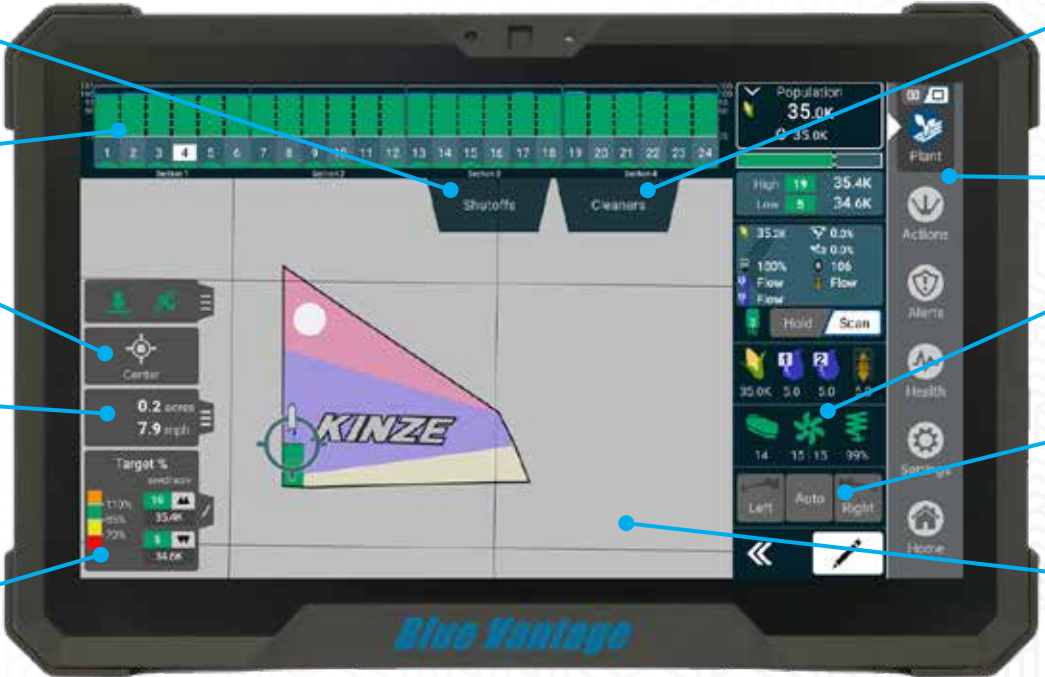 Population
35.0K
35.0K
1 2 3 4 5 6 7 8 9 10 11 12 13 14 15 16 17 18 19 20 21 22 23 24
Section 1 Section 2 Section 3 Section 4
Shutoffs
Cleaners
High 19 35.4K
Low 5 34.6K
35.2K 0.0%
0.0%
100% 106
Flow Flow
Flow
Hold Scan
1 2
35.0K 5.0 5.0 5.0
14 15 15 99%
Left Auto Right
Plant
Actions
Alerts
Health
Settings
Home
Center
0.2 acres
7.9 mph
Target %
110% 19
35.4K
85% 5
70% 34.6K
KINZE
Blue Vantage